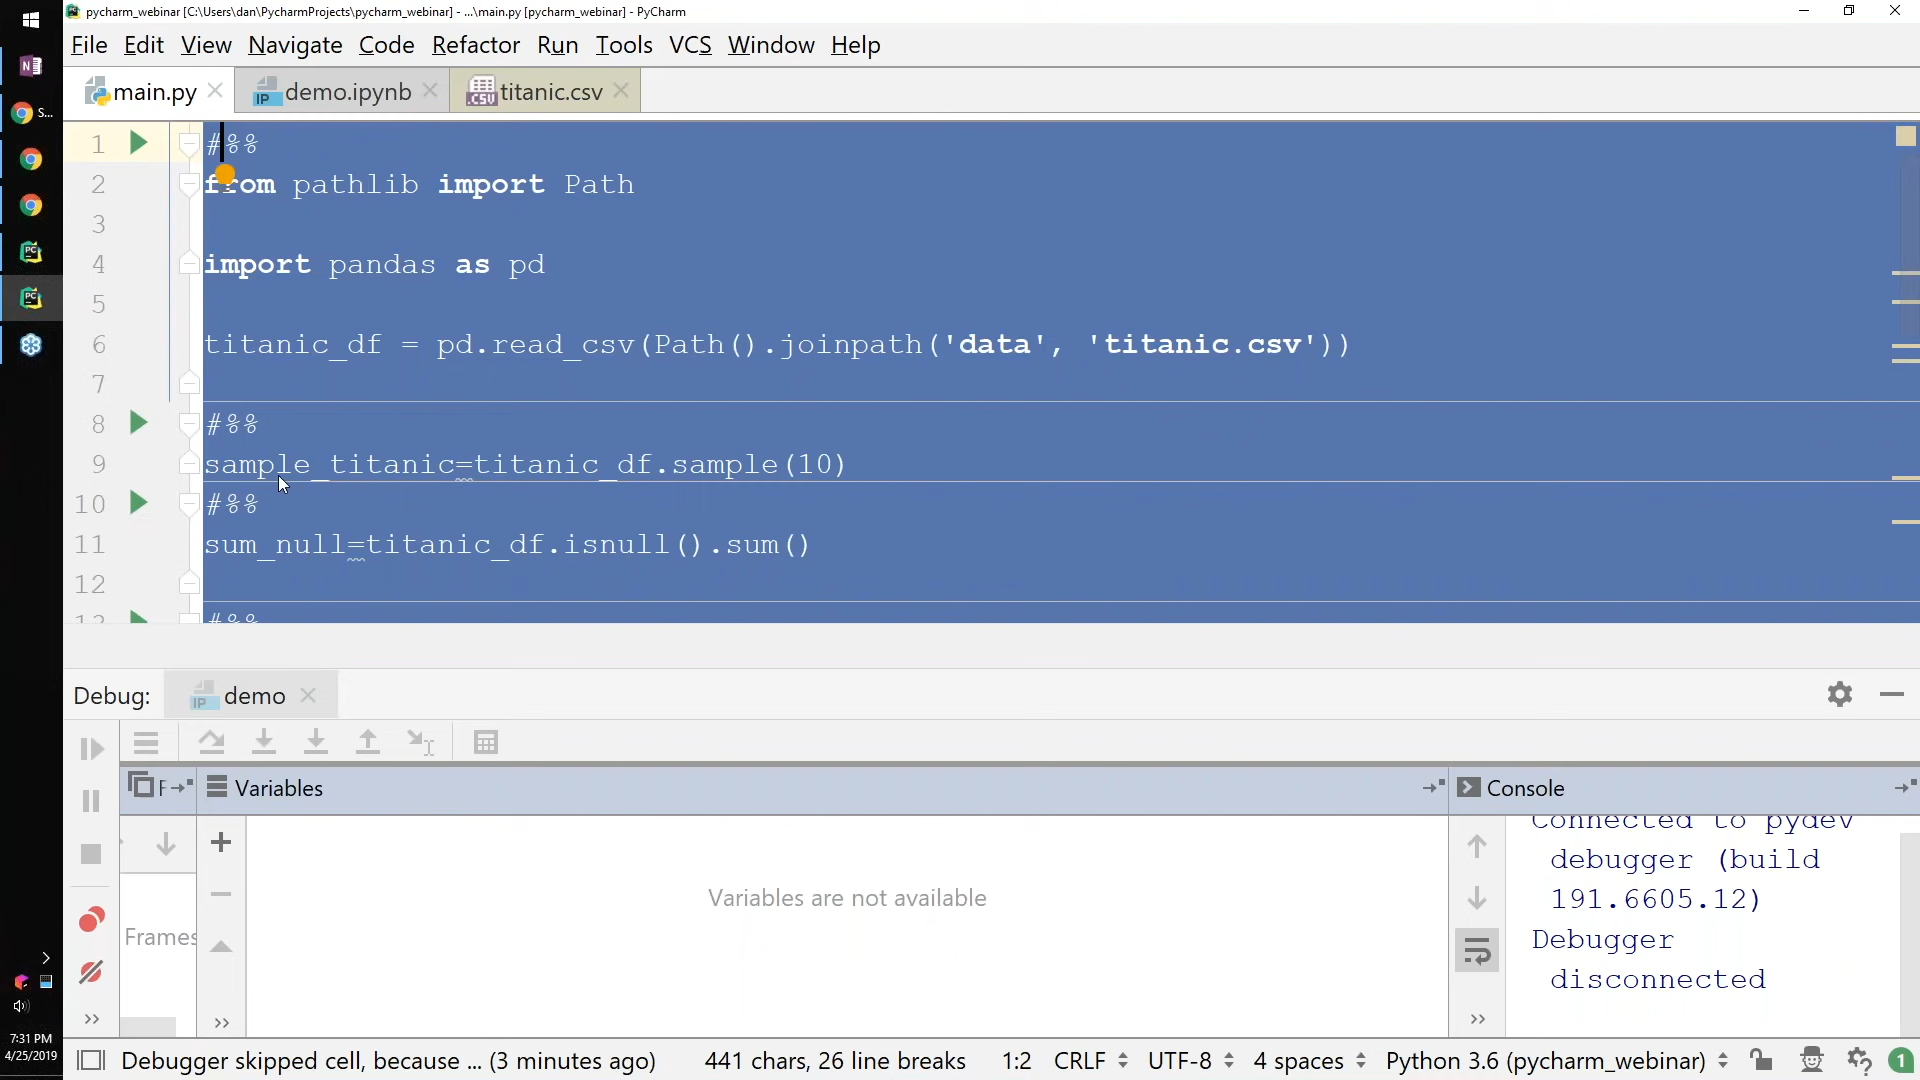 pycharm_webinar [C:\Users\dan\PycharmProjects\pycharm_webinar] - ...\main.py [pycharm_webinar] - PyCharm
File Edit View Navigate Code Refactor Run Tools VCS Window Help
main.py demo.ipynb titanic.csv
S...
1 #%%
2 from pathlib import Path
3
4 import pandas as pd
5
6 titanic_df = pd.read_csv(Path().joinpath('data', 'titanic.csv'))
7
8 #%%
9 sample_titanic=titanic_df.sample(10)
10 #%%
11 sum_null=titanic_df.isnull().sum()
12
13 #%%
Debug: demo
F Variables Console
Connected to pydev
debugger (build
191.6605.12)
Debugger
disconnected
Variables are not available
Frames
7:31 PM
4/25/2019
Debugger skipped cell, because ... (3 minutes ago) 441 chars, 26 line breaks 1:2 CRLF UTF-8 4 spaces Python 3.6 (pycharm_webinar) 1